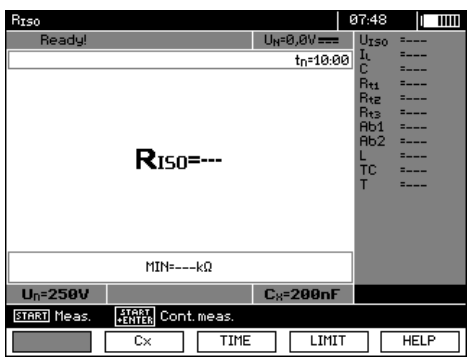 RISO 07:48
Ready! UN=0,0V
tn=10:00
RISO=---
MIN=---kΩ
Un=250V Cx=200nF
UISO =---
IL =---
C =---
Rt1 =---
Rt2 =---
Rt3 =---
Ab1 =---
Ab2 =---
L =---
TC =---
T =---
START Meas. START +ENTER Cont. meas.
Cx TIME LIMIT HELP